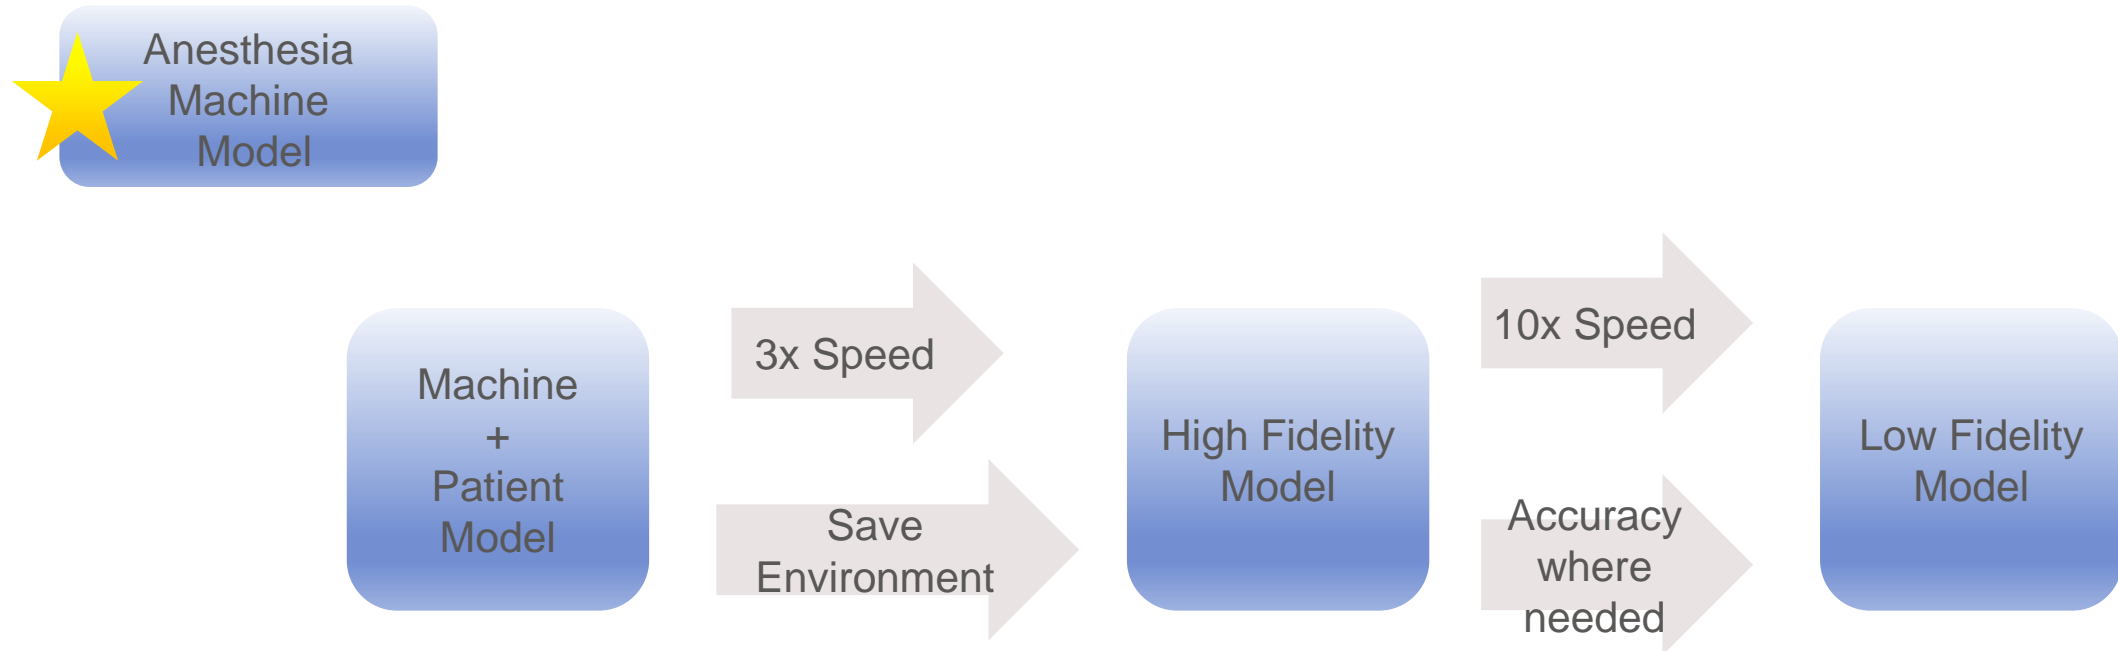 Anesthesia
Machine
Model
Machine
+
Patient
Model
3x Speed
Save
Environment
High Fidelity
Model
10x Speed
Accuracy
where
needed
Low Fidelity
Model